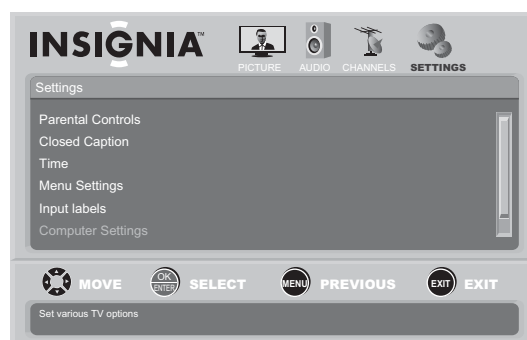 INSIGNIA™
PICTURE AUDIO CHANNELS SETTINGS
Settings
Parental Controls
Closed Caption
Time
Menu Settings
Input labels
Computer Settings
MOVE OK ENTER SELECT MENU PREVIOUS EXIT EXIT
Set various TV options